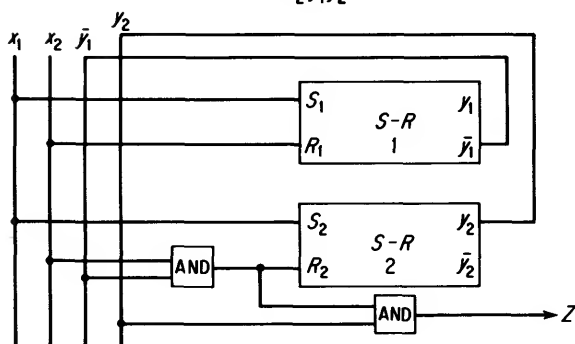 x₁ x₂ ȳ₁ y₂
S₁ y₁
S-R
R₁ 1 ȳ₁
S₂ y₂
S-R
AND R₂ 2 ȳ₂
AND Z